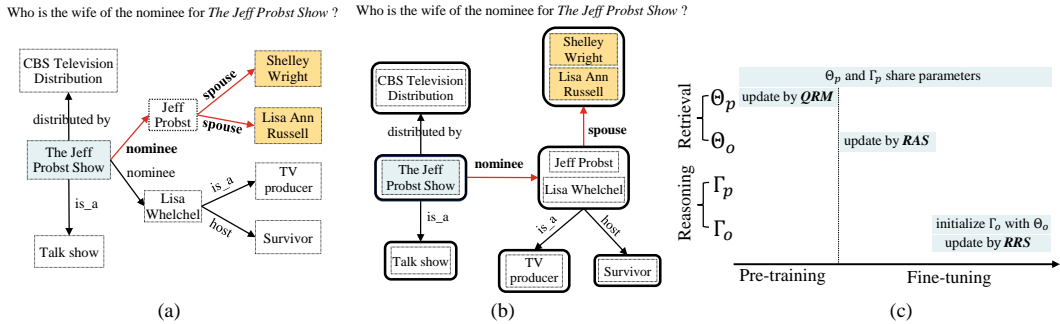 Who is the wife of the nominee for The Jeff Probst Show ?
CBS Television
Distribution
Shelley
Wright
spouse
Jeff
Probst
spouse
Lisa Ann
Russell
distributed by
nominee
The Jeff
Probst Show
nominee
is_a
TV
producer
Lisa
Whelchel
is_a
host
Talk show
Survivor
(a)
Who is the wife of the nominee for The Jeff Probst Show ?
Shelley
Wright
Lisa Ann
Russell
CBS Television
Distribution
distributed by
spouse
The Jeff
Probst Show
nominee
Jeff Probst
Lisa Whelchel
is_a
is_a
host
Talk show
TV
producer
Survivor
(b)
Θp and Γp share parameters
Retrieval
Θp
update by QRM
Θo
update by RAS
Reasoning
Γp
Γo
initialize Γo with Θo
update by RRS
Pre-training
Fine-tuning
(c)